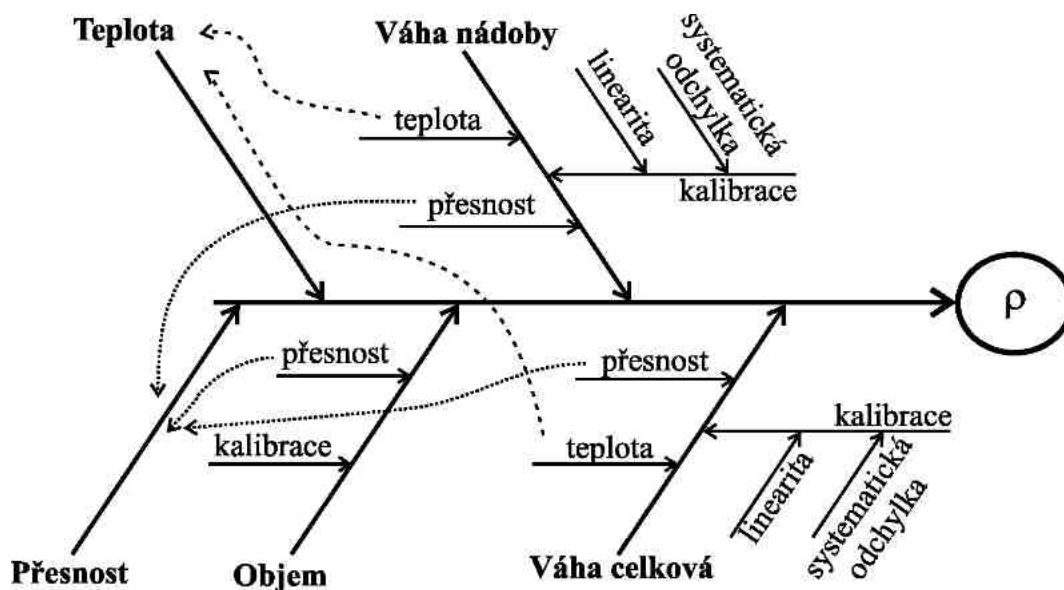 Teplota
Váha nádoby
linearita
systematická
odchylka
teplota
kalibrace
přesnost
ρ
přesnost
přesnost
kalibrace
kalibrace
teplota
linearita
systematická
odchylka
Přesnost
Objem
Váha celková